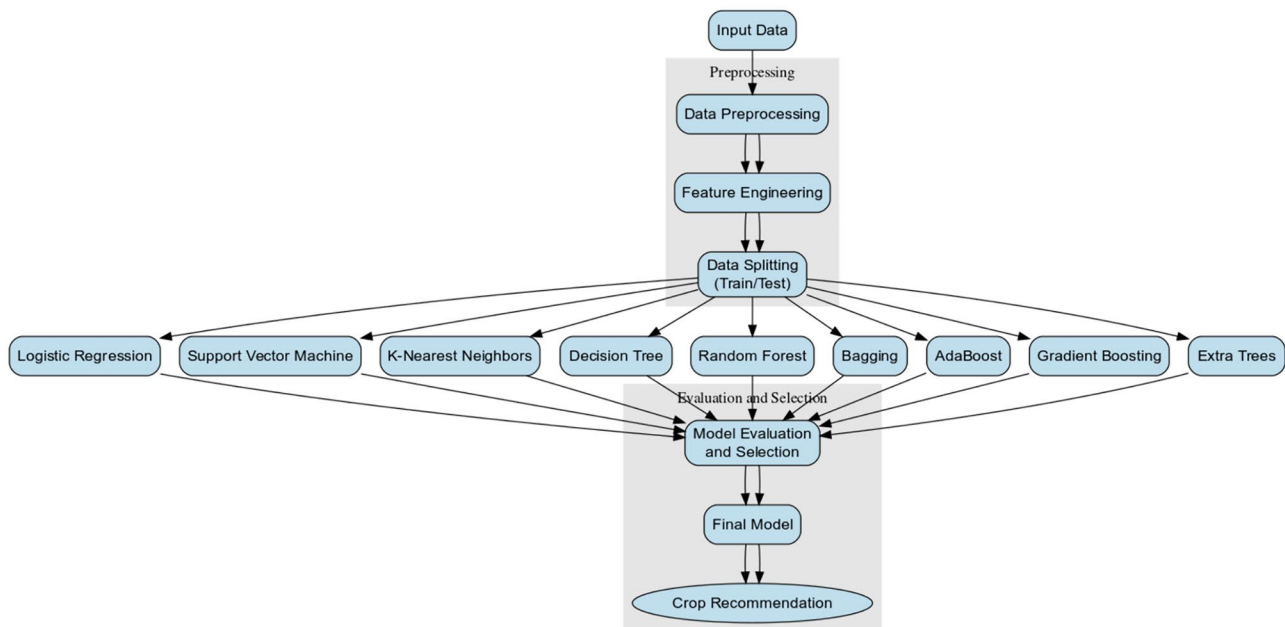 Input Data
Preprocessing
Data Preprocessing
Feature Engineering
Data Splitting
(Train/Test)
Logistic Regression
Support Vector Machine
K-Nearest Neighbors
Decision Tree
Random Forest
Bagging
AdaBoost
Gradient Boosting
Extra Trees
Evaluation and Selection
Model Evaluation
and Selection
Final Model
Crop Recommendation